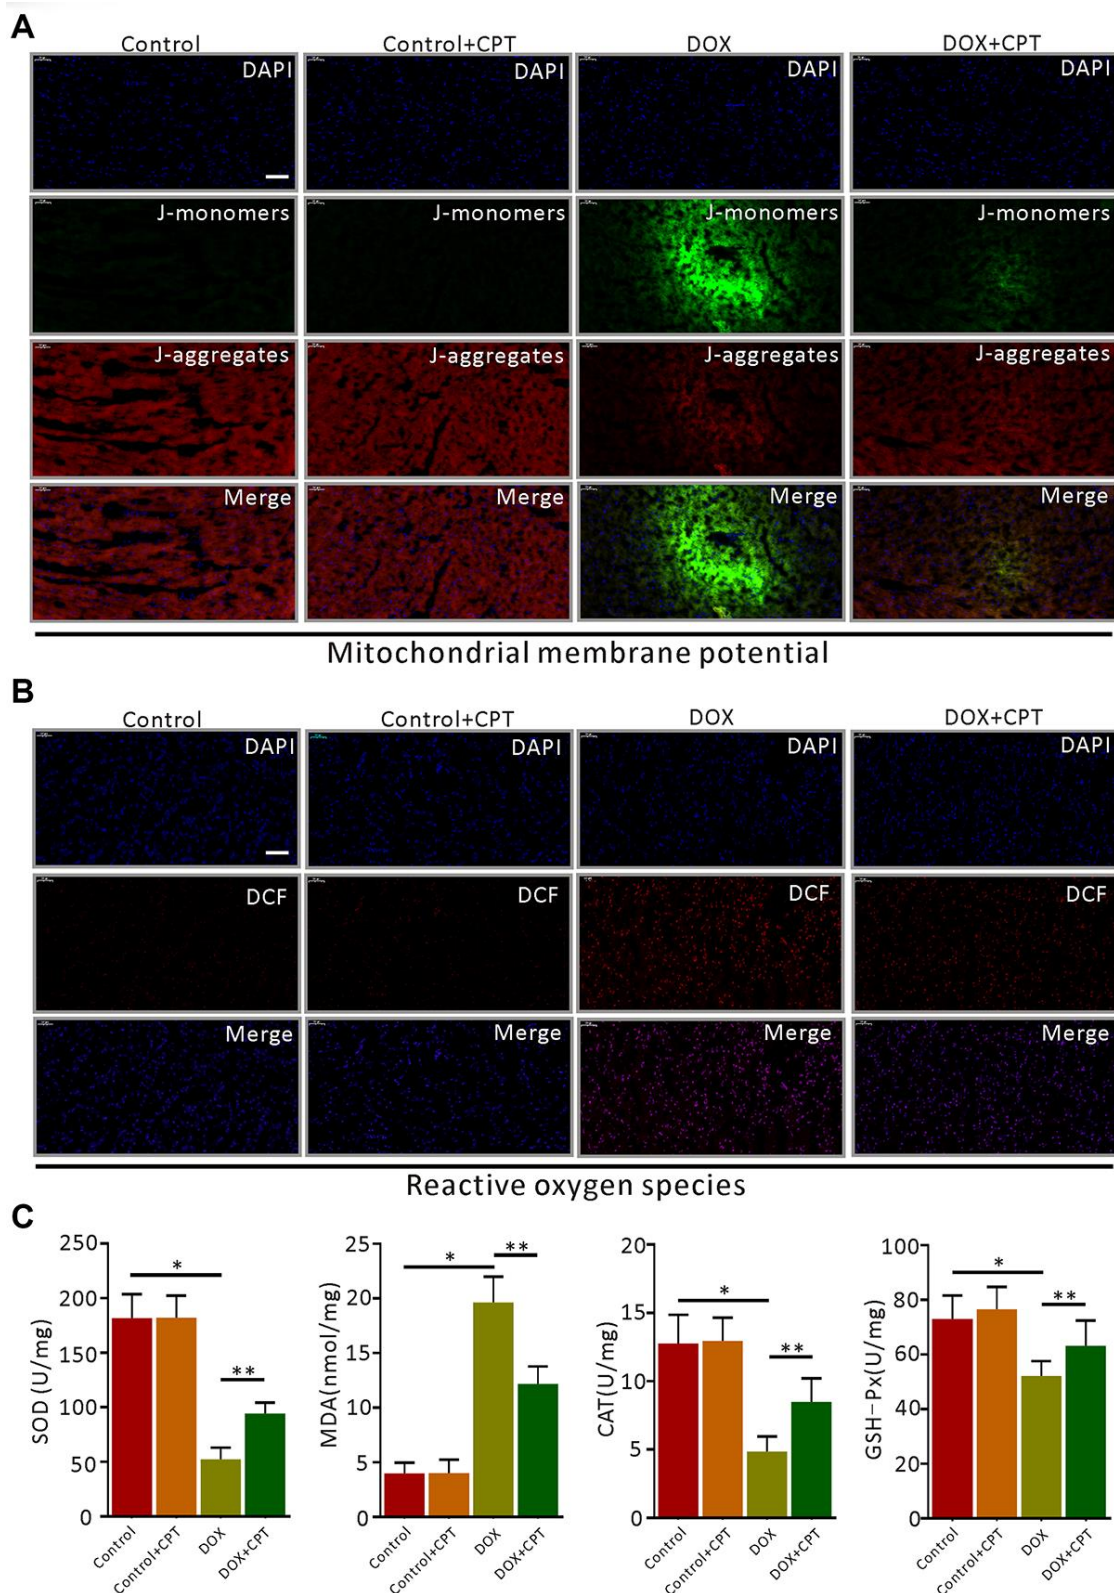 A
Control Control+CPT DOX DOX+CPT
DAPI DAPI DAPI DAPI
J-monomers J-monomers J-monomers J-monomers
J-aggregates J-aggregates J-aggregates J-aggregates
Merge Merge Merge Merge
Mitochondrial membrane potential
B
Control Control+CPT DOX DOX+CPT
DAPI DAPI DAPI DAPI
DCF DCF DCF DCF
Merge Merge Merge Merge
Reactive oxygen species
C
SOD (U/mg)
250
200
150
100
50
0
*
**
Control Control+CPT DOX DOX+CPT
MDA(nmol/mg)
25
20
15
10
5
0
*
**
Control Control+CPT DOX DOX+CPT
CAT(U/mg)
20
15
10
5
0
*
**
Control Control+CPT DOX DOX+CPT
GSH-Px(U/mg)
100
80
60
40
20
0
*
**
Control Control+CPT DOX DOX+CPT